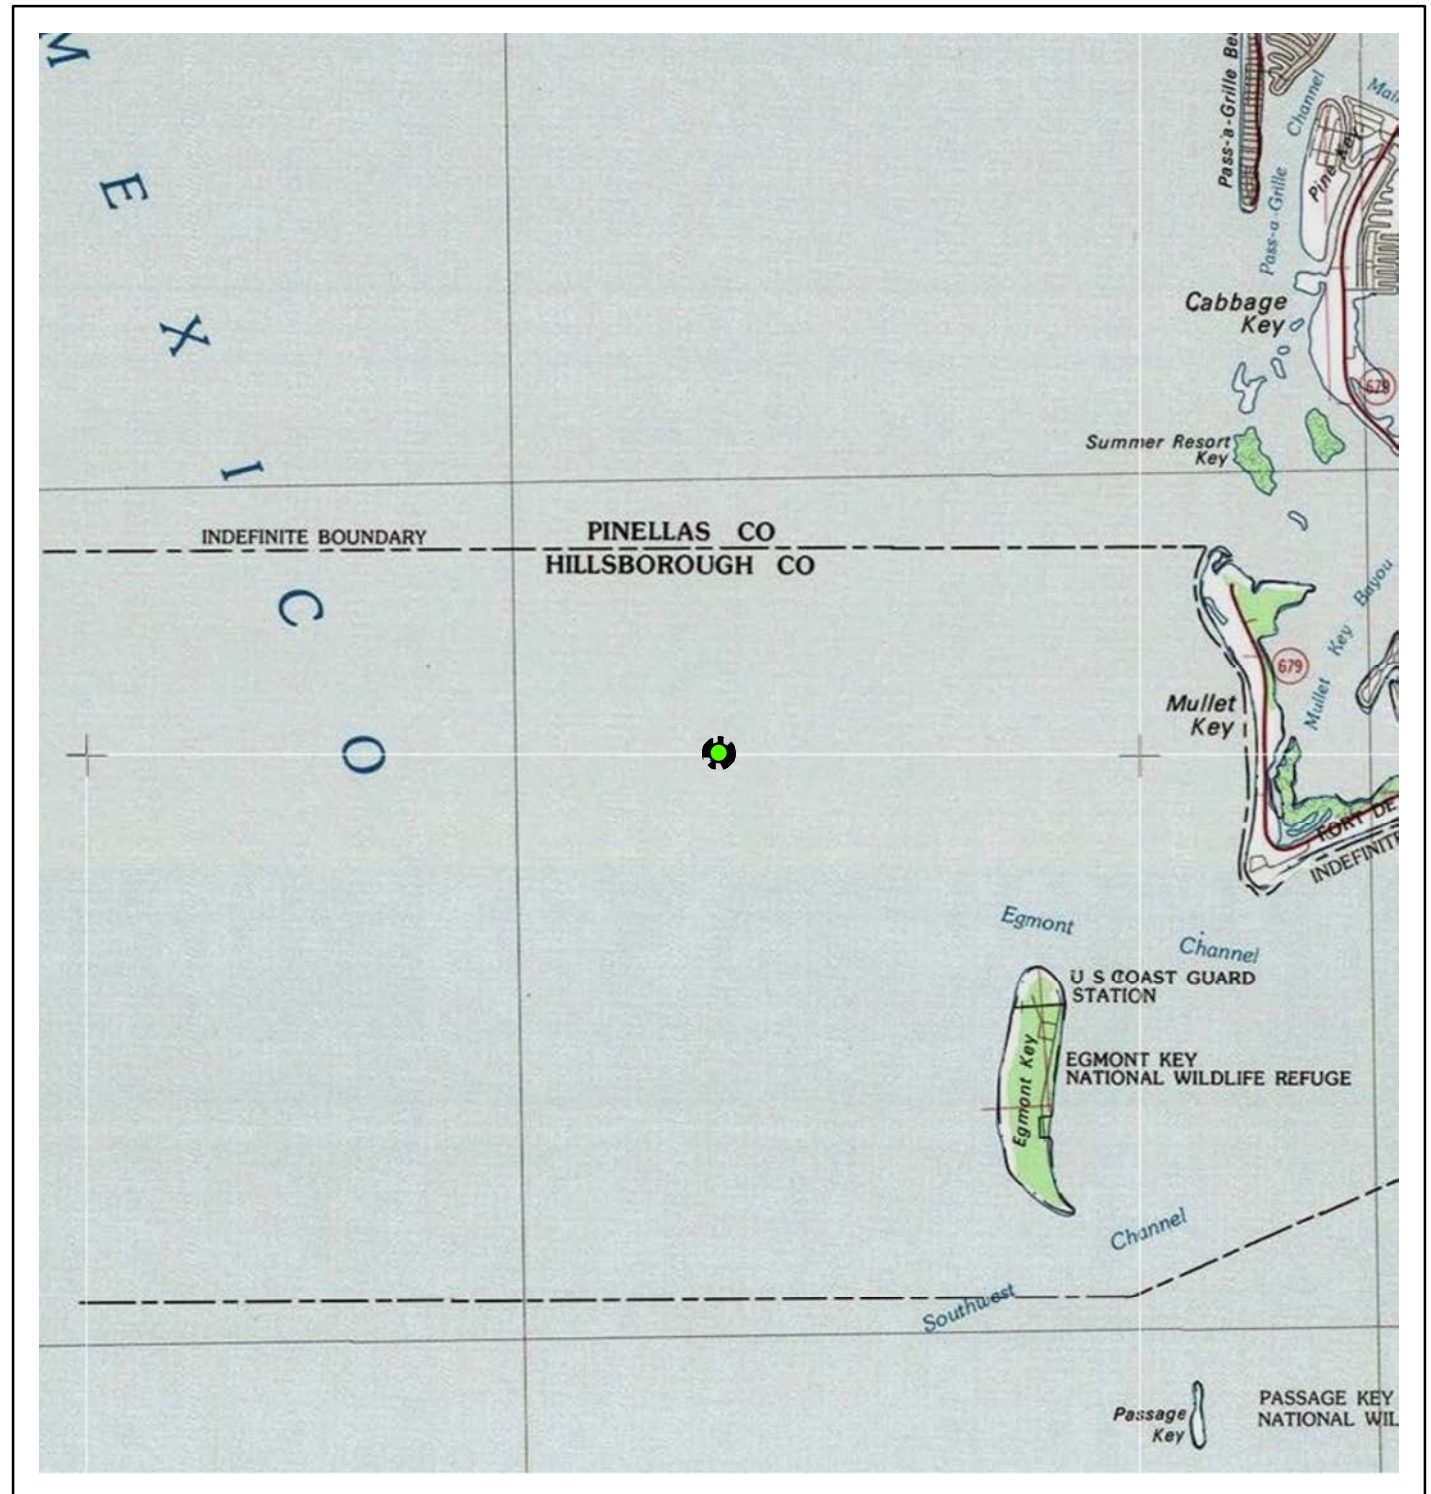 M
E
X
I
C
O
Pass-a-Grille
Channel
Pine Key
Pass-a-Grille
Cabbage
Key
679
Summer Resort
Key
INDEFINITE BOUNDARY
PINELLAS CO
HILLSBOROUGH CO
Mullet Key Bayou
679
Mullet
Key
FORT DE
Egmont Channel
U S COAST GUARD
STATION
Egmont Key
EGMONT KEY
NATIONAL WILDLIFE REFUGE
Southwest Channel
Passage
Key
PASSAGE KEY
NATIONAL